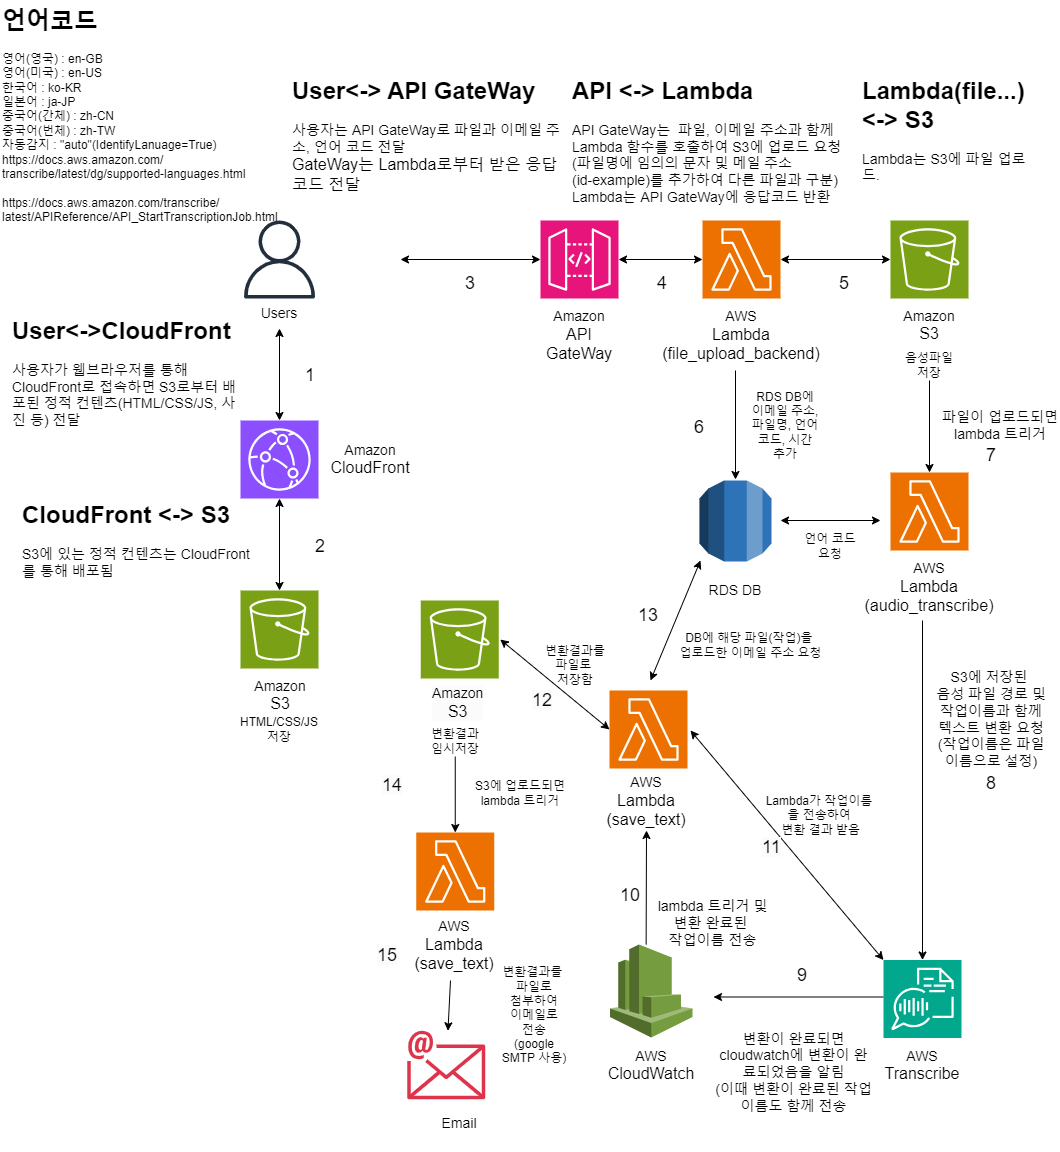 언어코드
영어(영국) : en-GB
영어(미국) : en-US
한국어 : ko-KR
일본어 : ja-JP
중국어(간체) : zh-CN
중국어(번체) : zh-TW
자동감지 : "auto"(IdentifyLanuage=True)
https://docs.aws.amazon.com/
transcribe/latest/dg/supported-languages.html
https://docs.aws.amazon.com/transcribe/
latest/APIReference/API_StartTranscriptionJob.html
User<-> API GateWay
사용자는 API GateWay로 파일과 이메일 주
소, 언어 코드 전달
GateWay는 Lambda로부터 받은 응답
코드 전달
API <-> Lambda
API GateWay는 파일, 이메일 주소와 함께
Lambda 함수를 호출하여 S3에 업로드 요청
(파일명에 임의의 문자 및 메일 주소
(id-example)를 추가하여 다른 파일과 구분)
Lambda는 API GateWay에 응답코드 반환
Lambda(file...)
<-> S3
Lambda는 S3에 파일 업로
드.
Users
3
Amazon
API
GateWay
4
AWS
Lambda
(file_upload_backend)
5
Amazon
S3
음성파일
저장
User<->CloudFront
사용자가 웹브라우저를 통해
CloudFront로 접속하면 S3로부터 배
포된 정적 컨텐츠(HTML/CSS/JS, 사
진 등) 전달
1
Amazon
CloudFront
CloudFront <-> S3
S3에 있는 정적 컨텐츠는 CloudFront
를 통해 배포됨
2
Amazon
S3
HTML/CSS/JS
저장
6
RDS DB에
이메일 주소,
파일명, 언어
코드, 시간
추가
파일이 업로드되면
lambda 트리거
7
RDS DB
언어 코드
요청
AWS
Lambda
(audio_transcribe)
13
DB에 해당 파일(작업)을
업로드한 이메일 주소 요청
변환결과를
파일로
저장함
12
Amazon
S3
변환결과
임시저장
AWS
Lambda
(save_text)
S3에 저장된
음성 파일 경로 및
작업이름과 함께
텍스트 변환 요청
(작업이름은 파일
이름으로 설정)
8
14
S3에 업로드되면
lambda 트리거
Lambda가 작업이름
을 전송하여
변환 결과 받음
11
10
lambda 트리거 및
변환 완료된
작업이름 전송
AWS
Lambda
(save_text)
15
변환결과를
파일로
첨부하여
이메일로
전송
(google
SMTP 사용)
9
변환이 완료되면
cloudwatch에 변환이 완
료되었음을 알림
(이때 변환이 완료된 작업
이름도 함께 전송
AWS
CloudWatch
AWS
Transcribe
@
Email